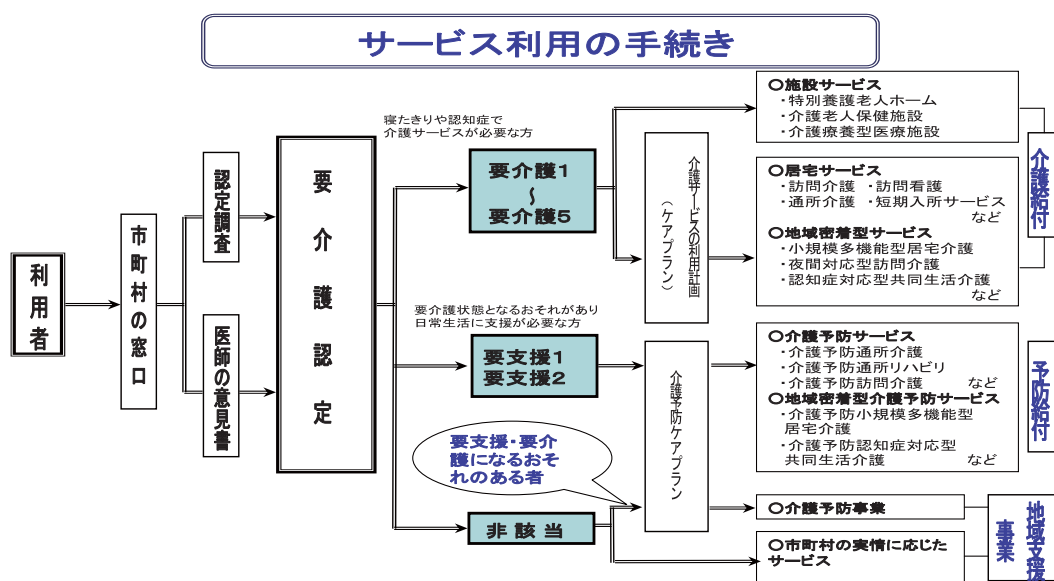 サービス利用の手続き
利用者
市町村の窓口
認定調査
医師の意見書
要介護認定
寝たきりや認知症で
介護サービスが必要な方
要介護1
～
要介護5
要介護状態となるおそれがあり
日常生活に支援が必要な方
要支援1
要支援2
要支援・要介
護になるおそ
れのある者
非該当
介護サービスの利用計画
（ケアプラン）
介護予防ケアプラン
〇施設サービス
・特別養護老人ホーム
・介護老人保健施設
・介護療養型医療施設
〇居宅サービス
・訪問介護 ・訪問看護
・通所介護 ・短期入所サービス
など
〇地域密着型サービス
・小規模多機能型居宅介護
・夜間対応型訪問介護
・認知症対応型共同生活介護
など
介護給付
〇介護予防サービス
・介護予防通所介護
・介護予防通所リハビリ
・介護予防訪問介護 など
〇地域密着型介護予防サービス
・介護予防小規模多機能型
居宅介護
・介護予防認知症対応型
共同生活介護 など
予防給付
〇介護予防事業
〇市町村の実情に応じた
サービス
地域支援
事業